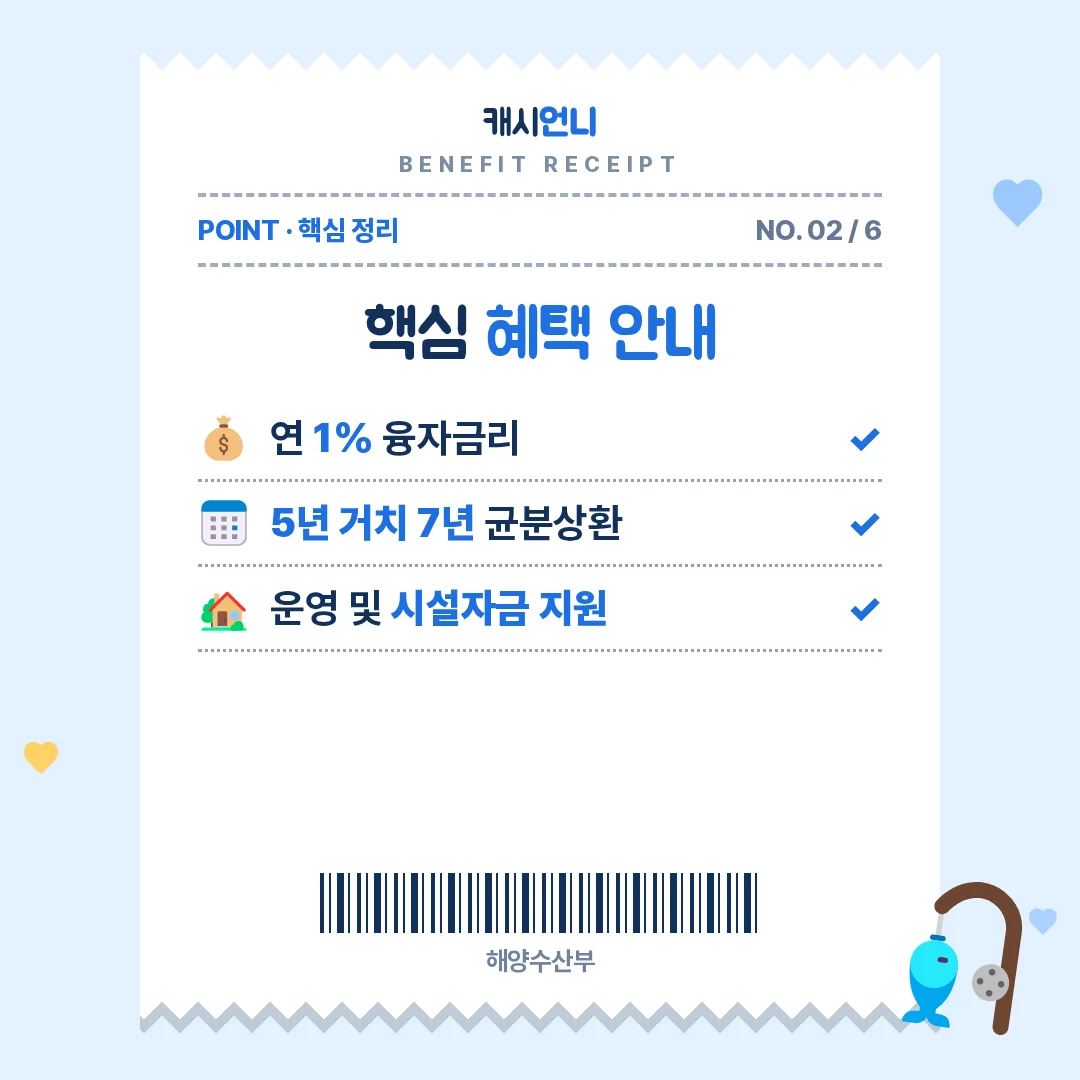 캐시언니
BENEFIT RECEIPT
POINT · 핵심 정리
NO. 02 / 6
핵심 혜택 안내
연 1% 융자금리
5년 거치 7년 균분상환
운영 및 시설자금 지원
해양수산부